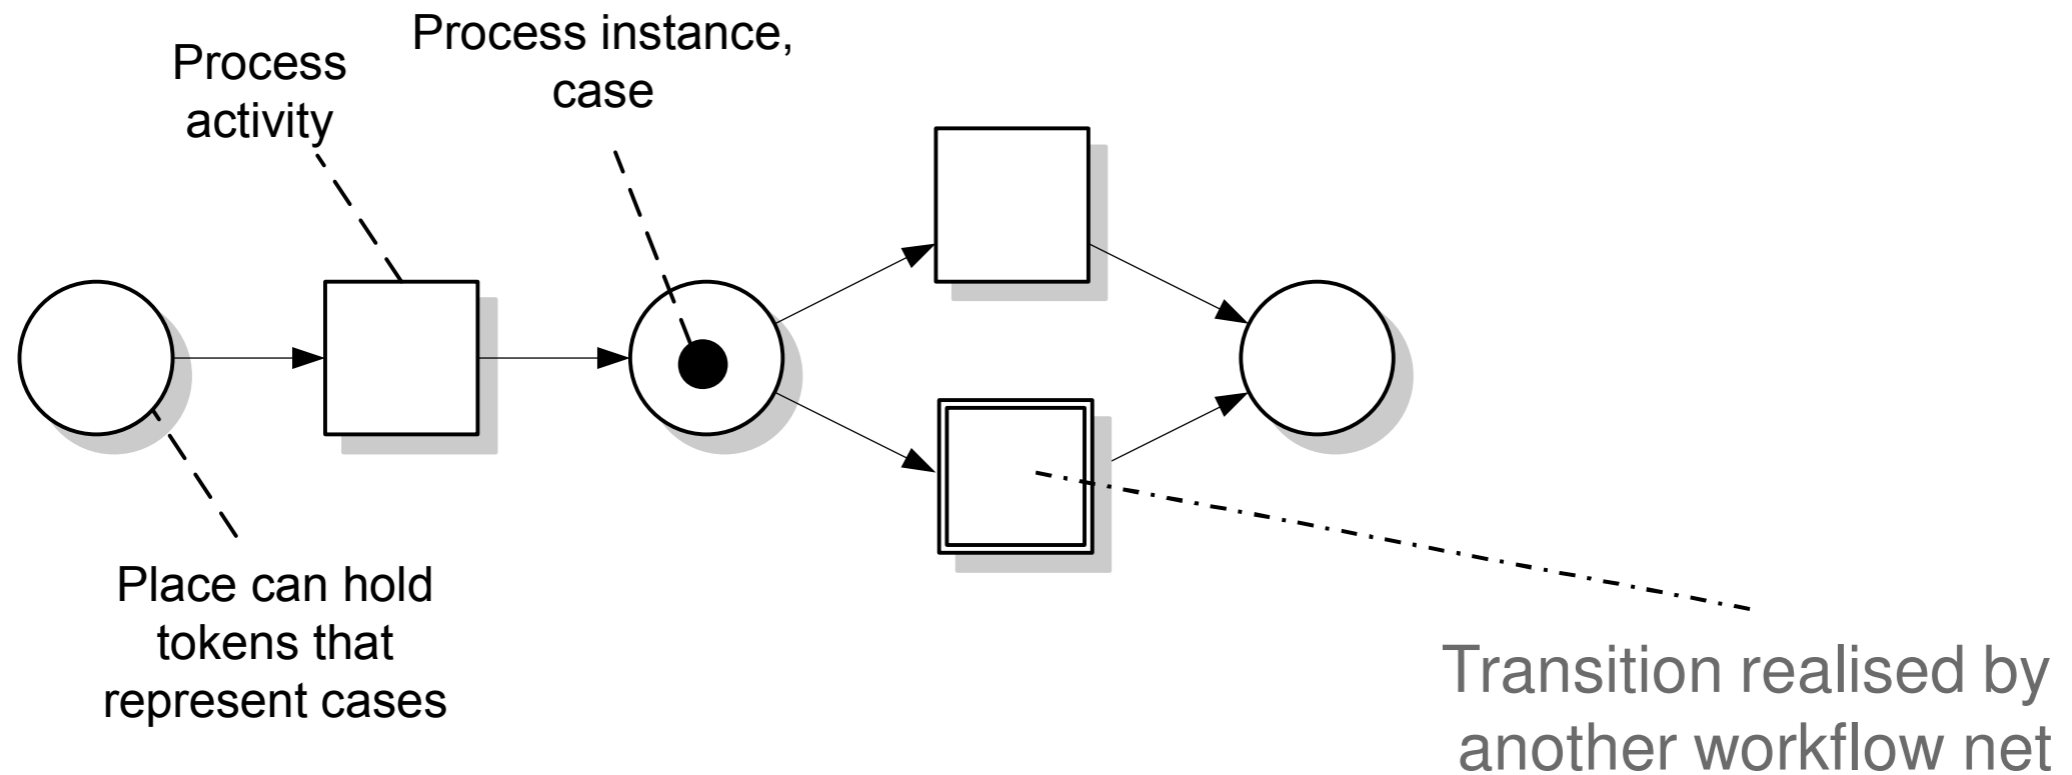 Process instance,
case
Process
activity
Place can hold
tokens that
represent cases
Transition realised by
another workflow net